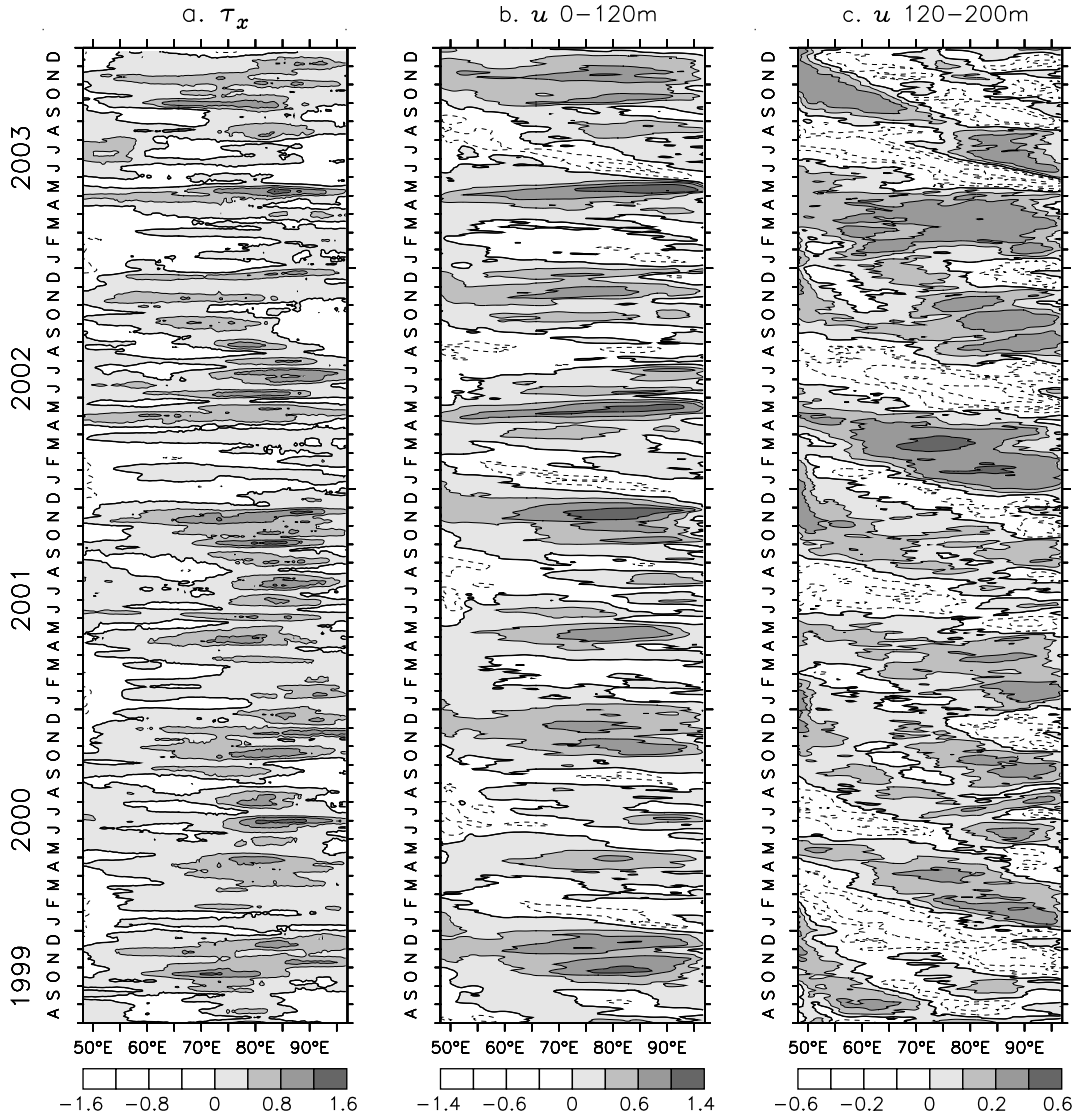 a. τx
b. u 0−120m
c. u 120−200m
2003
2002
2001
2000
1999
A S O N D J F M A M J J A S O N D J F M A M J J A S O N D J F M A M J J A S O N D J F M A M J J A S O N D
A S O N D J F M A M J J A S O N D J F M A M J J A S O N D J F M A M J J A S O N D J F M A M J J A S O N D
A S O N D J F M A M J J A S O N D J F M A M J J A S O N D J F M A M J J A S O N D J F M A M J J A S O N D
50°E 60°E 70°E 80°E 90°E
50°E 60°E 70°E 80°E 90°E
50°E 60°E 70°E 80°E 90°E
−1.6 −0.8 0 0.8 1.6
−1.4 −0.6 0 0.6 1.4
−0.6 −0.2 0 0.2 0.6